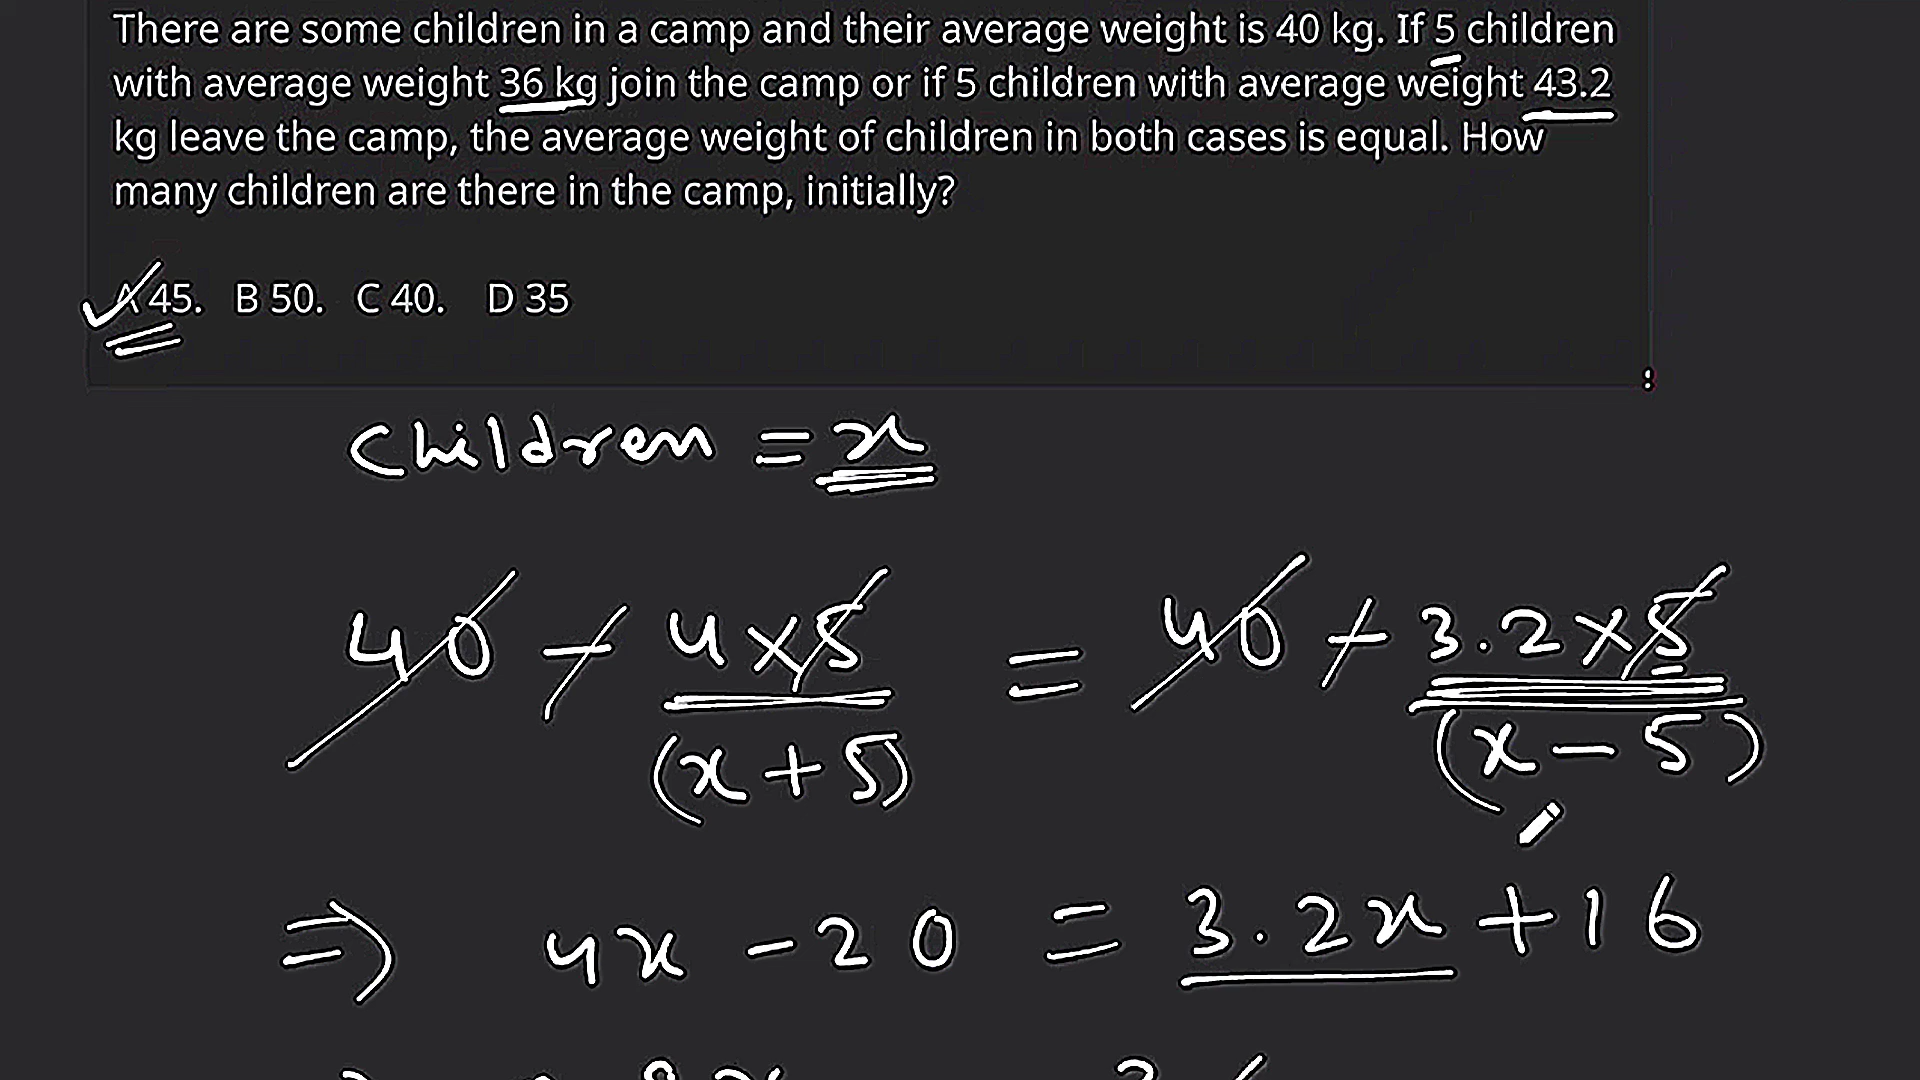 There are some children in a camp and their average weight is 40 kg. If 5 children
with average weight 36 kg join the camp or if 5 children with average weight 43.2
kg leave the camp, the average weight of children in both cases is equal. How
many children are there in the camp, initially?
A 45. B 50. C 40. D 35
Children = x
40 - 4×5 = 40 - 3.2×5
(x + 5) (x - 5)
⇒ 4x - 20 = 3.2x + 16